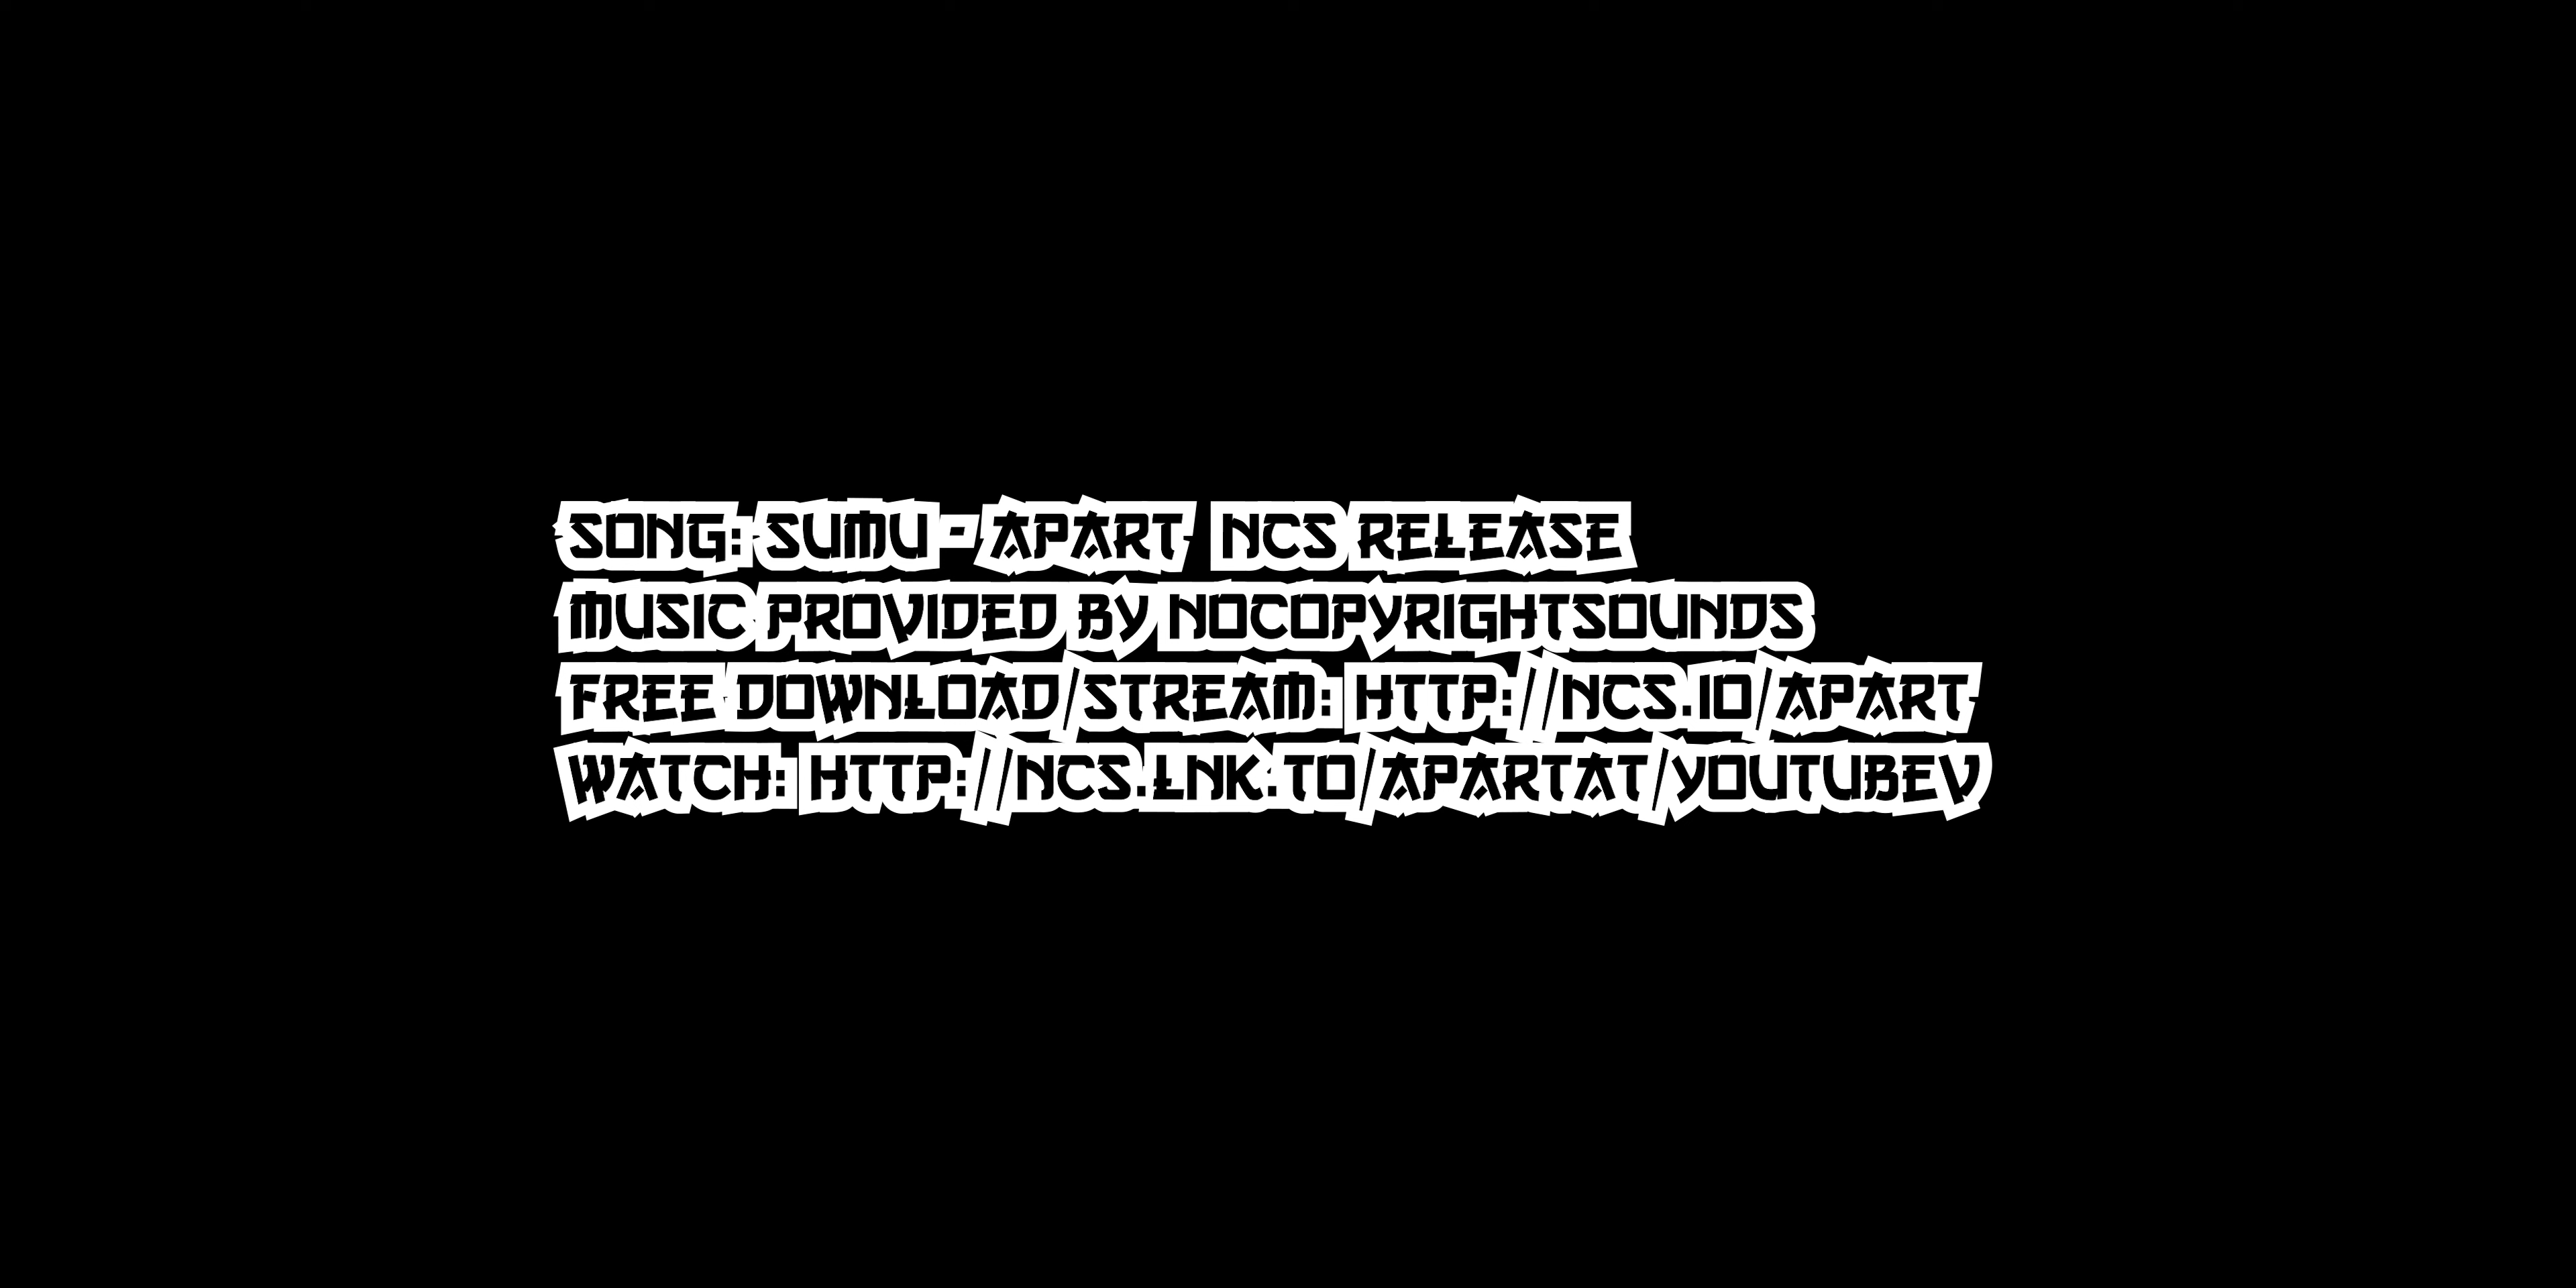 SONG: SUMU - APART  NCS RELEASE
MUSIC PROVIDED BY NOCOPYRIGHTSOUNDS
FREE DOWNLOAD/STREAM: HTTP://NCS.IO/APART
WATCH: HTTP://NCS.LNK.TO/APARTAT/YOUTUBEV